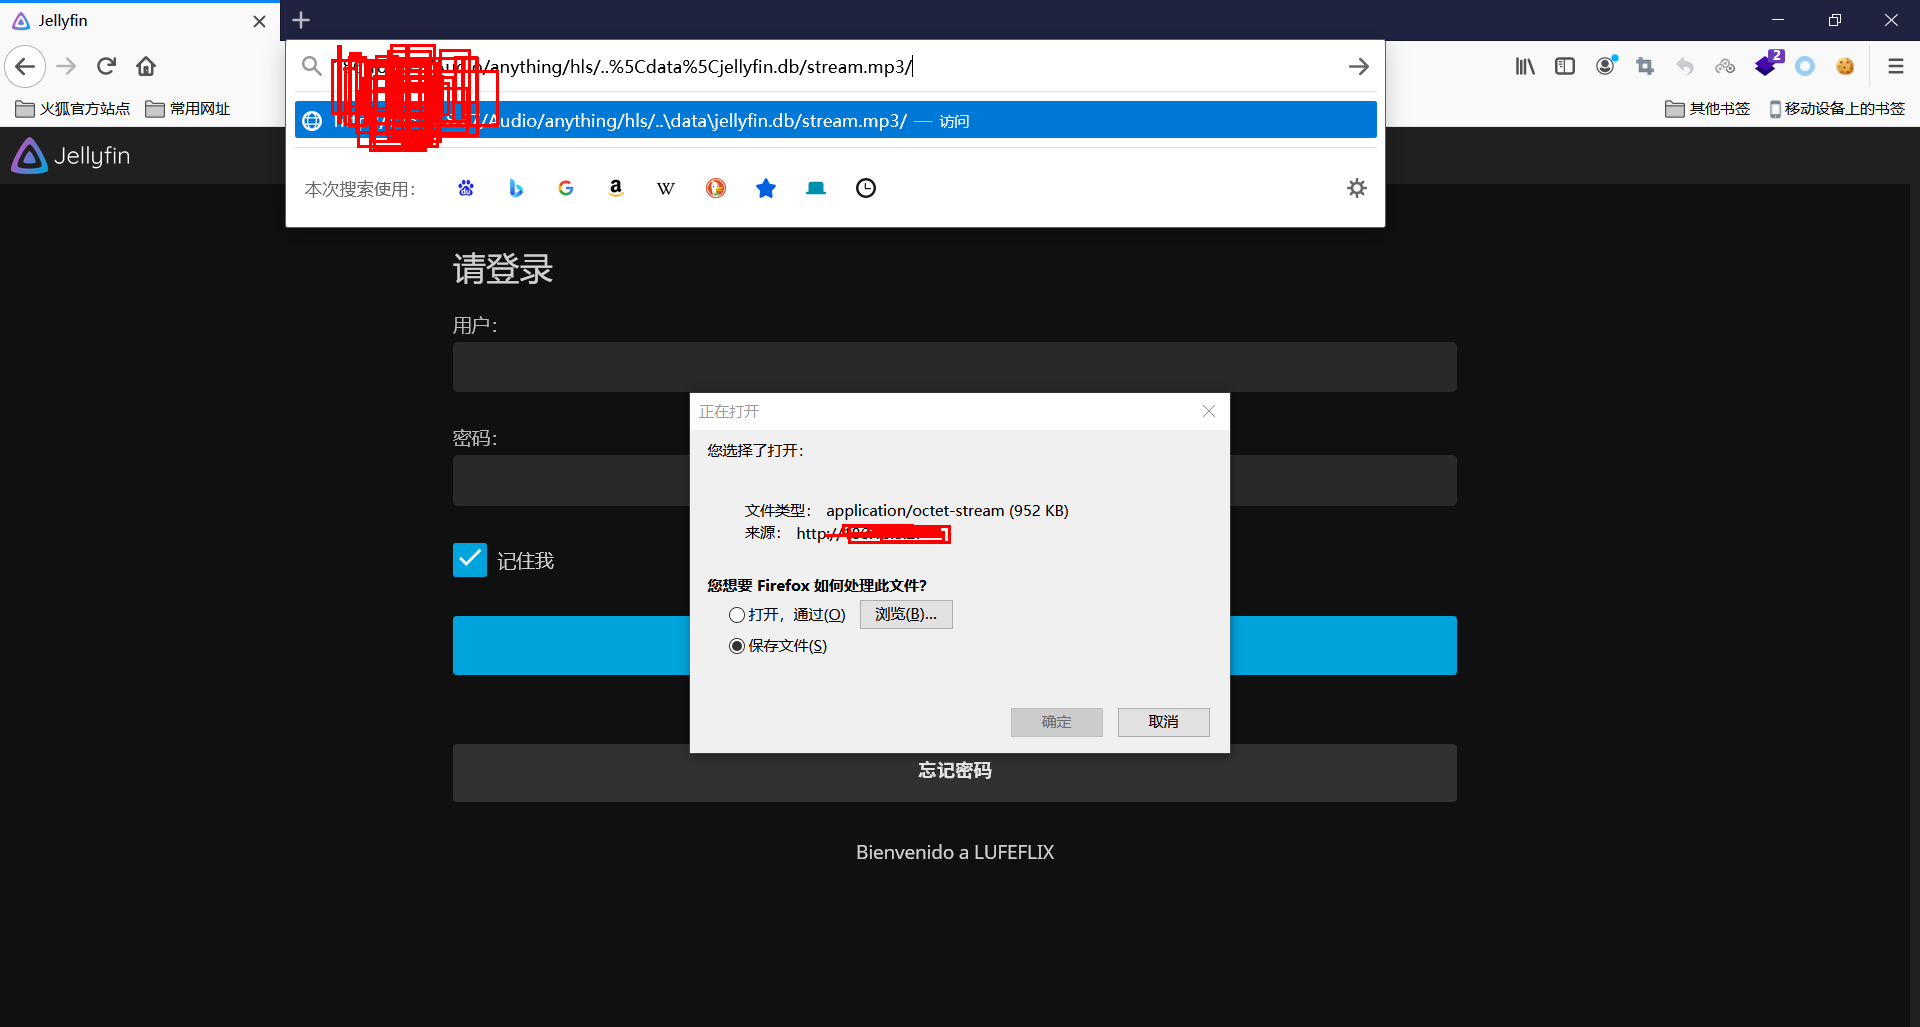 Jellyfin
/anything/hls/..%5Cdata%5Cjellyfin.db/stream.mp3/
火狐官方站点
常用网址
/Audio/anything/hls/..\data\jellyfin.db/stream.mp3/ — 访问
2
其他书签
移动设备上的书签
Jellyfin
本次搜索使用：
请登录
用户：
密码：
记住我
正在打开
您选择了打开：
文件类型： application/octet-stream (952 KB)
来源： http://
您想要 Firefox 如何处理此文件？
打开，通过(O) 浏览(B)...
保存文件(S)
确定 取消
忘记密码
Bienvenido a LUFEFLIX